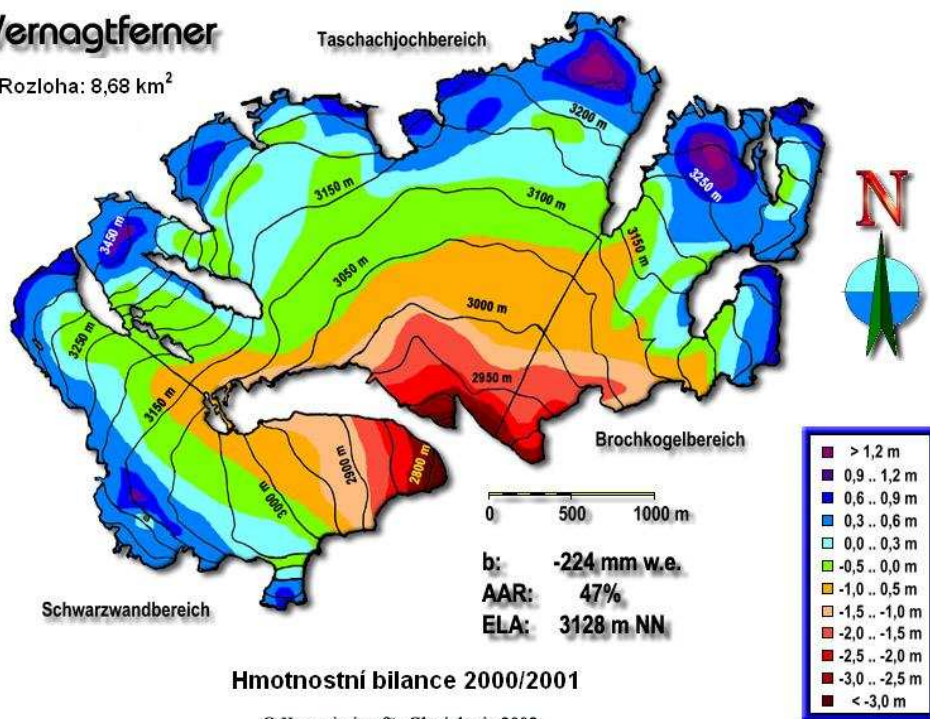 Vernagtferner
Rozloha: 8,68 km²
Taschachjochbereich
3200 m
3250 m
3150 m
3100 m
3150 m
3450 m
3050 m
3000 m
3250 m
2950 m
3150 m
2900 m
2800 m
3000 m
N
Brochkogelbereich
Schwarzwandbereich
0 500 1000 m
b: -224 mm w.e.
AAR: 47%
ELA: 3128 m NN
> 1,2 m
0,9 .. 1,2 m
0,6 .. 0,9 m
0,3 .. 0,6 m
0,0 .. 0,3 m
-0,5 .. 0,0 m
-1,0 .. 0,5 m
-1,5 .. -1,0 m
-2,0 .. -1,5 m
-2,5 .. -2,0 m
-3,0 .. -2,5 m
< -3,0 m
Hmotnostní bilance 2000/2001